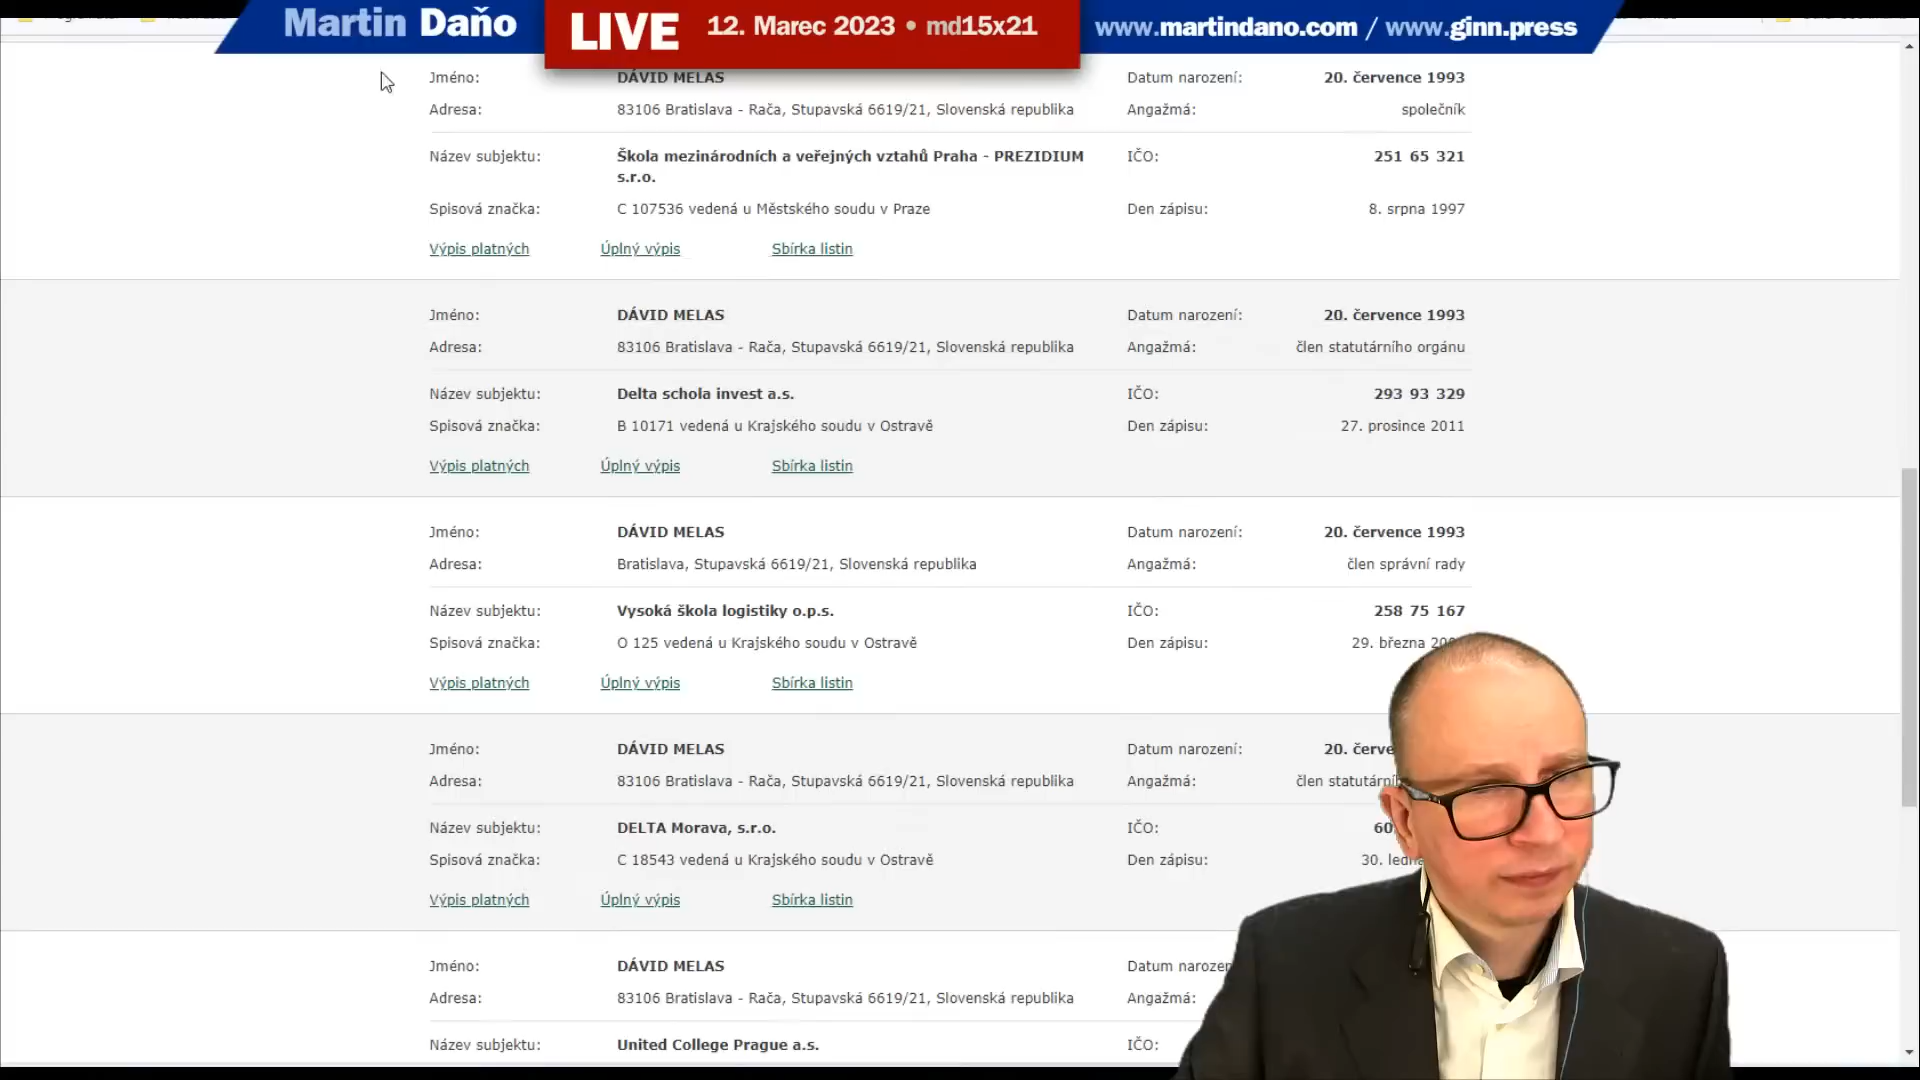 Martin Daňo
LIVE
12. Marec 2023 • md15x21
www.martindano.com / www.ginn.press
Jméno: DÁVID MELAS Datum narození: 20. července 1993
Adresa: 83106 Bratislava - Rača, Stupavská 6619/21, Slovenská republika Angažmá: společník
Název subjektu: Škola mezinárodních a veřejných vztahů Praha - PREZIDIUM IČO: 251 65 321
s.r.o.
Spisová značka: C 107536 vedená u Městského soudu v Praze Den zápisu: 8. srpna 1997
Výpis platných Úplný výpis Sbírka listin
Jméno: DÁVID MELAS Datum narození: 20. července 1993
Adresa: 83106 Bratislava - Rača, Stupavská 6619/21, Slovenská republika Angažmá: člen statutárního orgánu
Název subjektu: Delta schola invest a.s. IČO: 293 93 329
Spisová značka: B 10171 vedená u Krajského soudu v Ostravě Den zápisu: 27. prosince 2011
Výpis platných Úplný výpis Sbírka listin
Jméno: DÁVID MELAS Datum narození: 20. července 1993
Adresa: Bratislava, Stupavská 6619/21, Slovenská republika Angažmá: člen správní rady
Název subjektu: Vysoká škola logistiky o.p.s. IČO: 258 75 167
Spisová značka: O 125 vedená u Krajského soudu v Ostravě Den zápisu: 29. března
Výpis platných Úplný výpis Sbírka listin
Jméno: DÁVID MELAS Datum narození: 20.
Adresa: 83106 Bratislava - Rača, Stupavská 6619/21, Slovenská republika Angažmá: člen
Název subjektu: DELTA Morava, s.r.o. IČO: 60
Spisová značka: C 18543 vedená u Krajského soudu v Ostravě Den zápisu: 30.
Výpis platných Úplný výpis Sbírka listin
Jméno: DÁVID MELAS Datum
Adresa: 83106 Bratislava - Rača, Stupavská 6619/21, Slovenská republika Angažmá:
Název subjektu: United College Prague a.s. IČO: